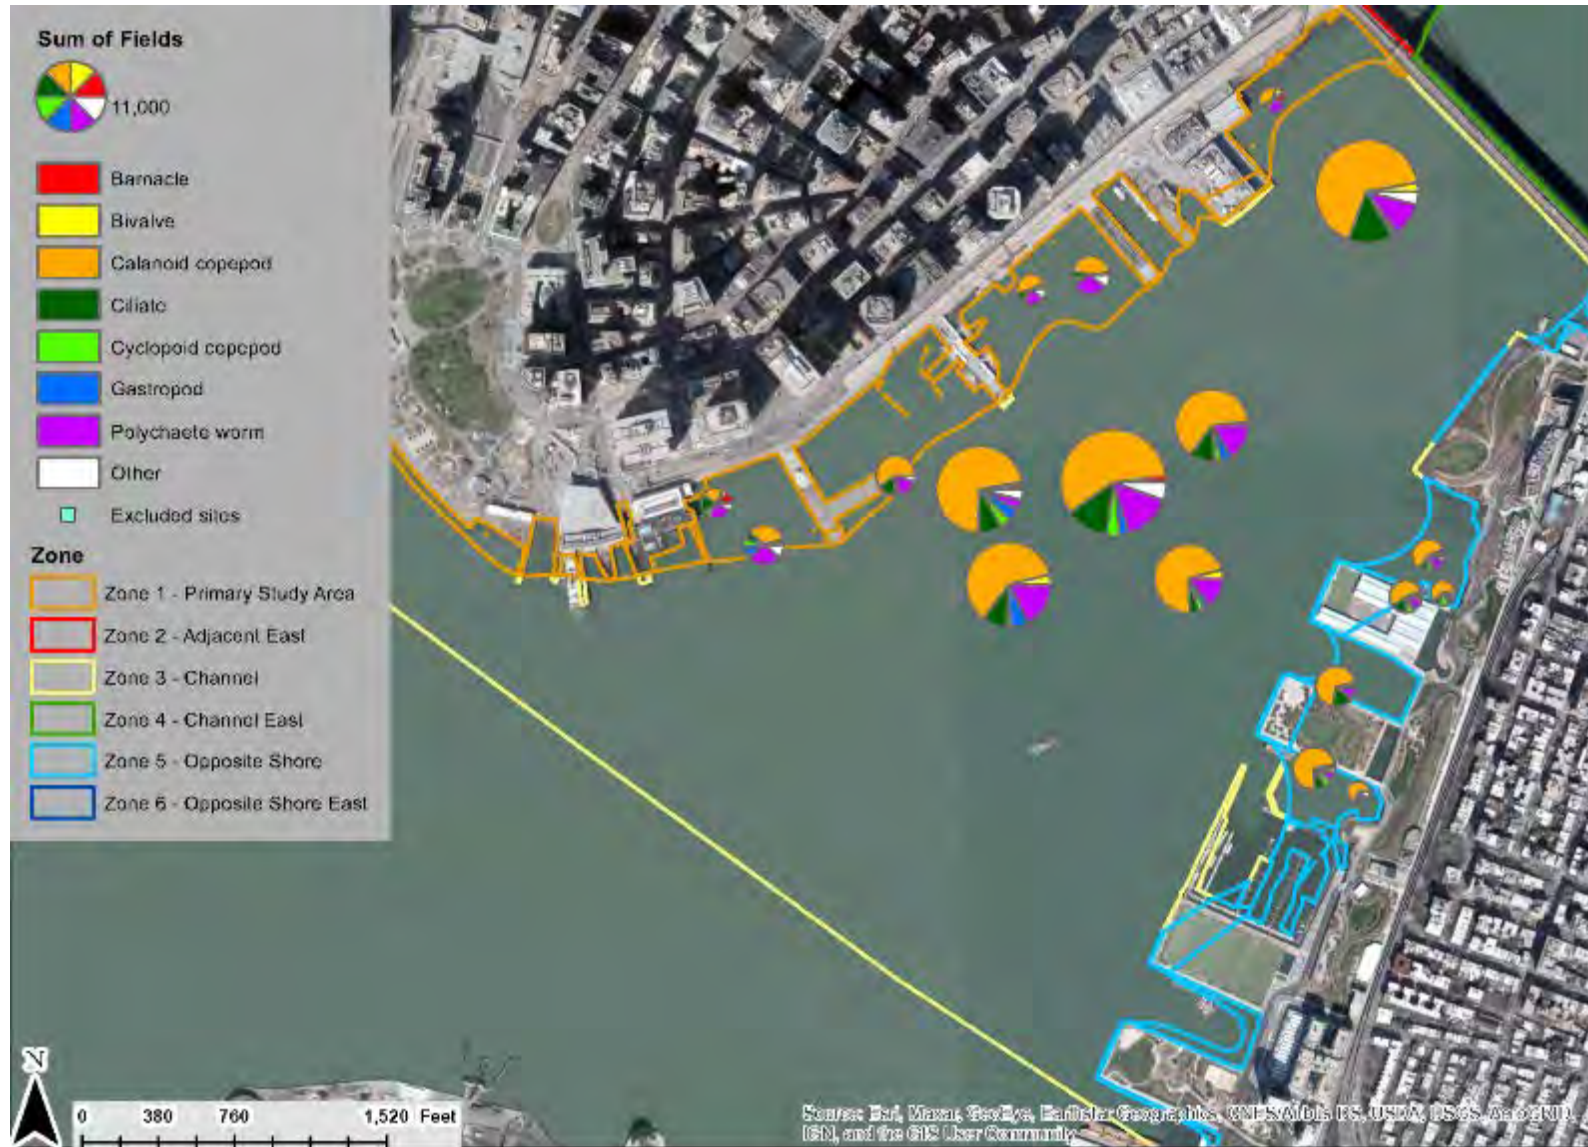 Sum of Fields
11,000
Barnacle
Bivalve
Calanoid copepod
Ciliate
Cyclopoid copepod
Gastropod
Polychaete worm
Other
Excluded sites
Zone
Zone 1 - Primary Study Area
Zone 2 - Adjacent East
Zone 3 - Channel
Zone 4 - Channel East
Zone 5 - Opposite Shore
Zone 6 - Opposite Shore East
N
0 380 760 1,520 Feet
Source: Esri, Maxar, GeoEye, Earthstar Geographics, CNES/Airbus DS, USDA, USGS, AeroGRID,
IGN, and the GIS User Community